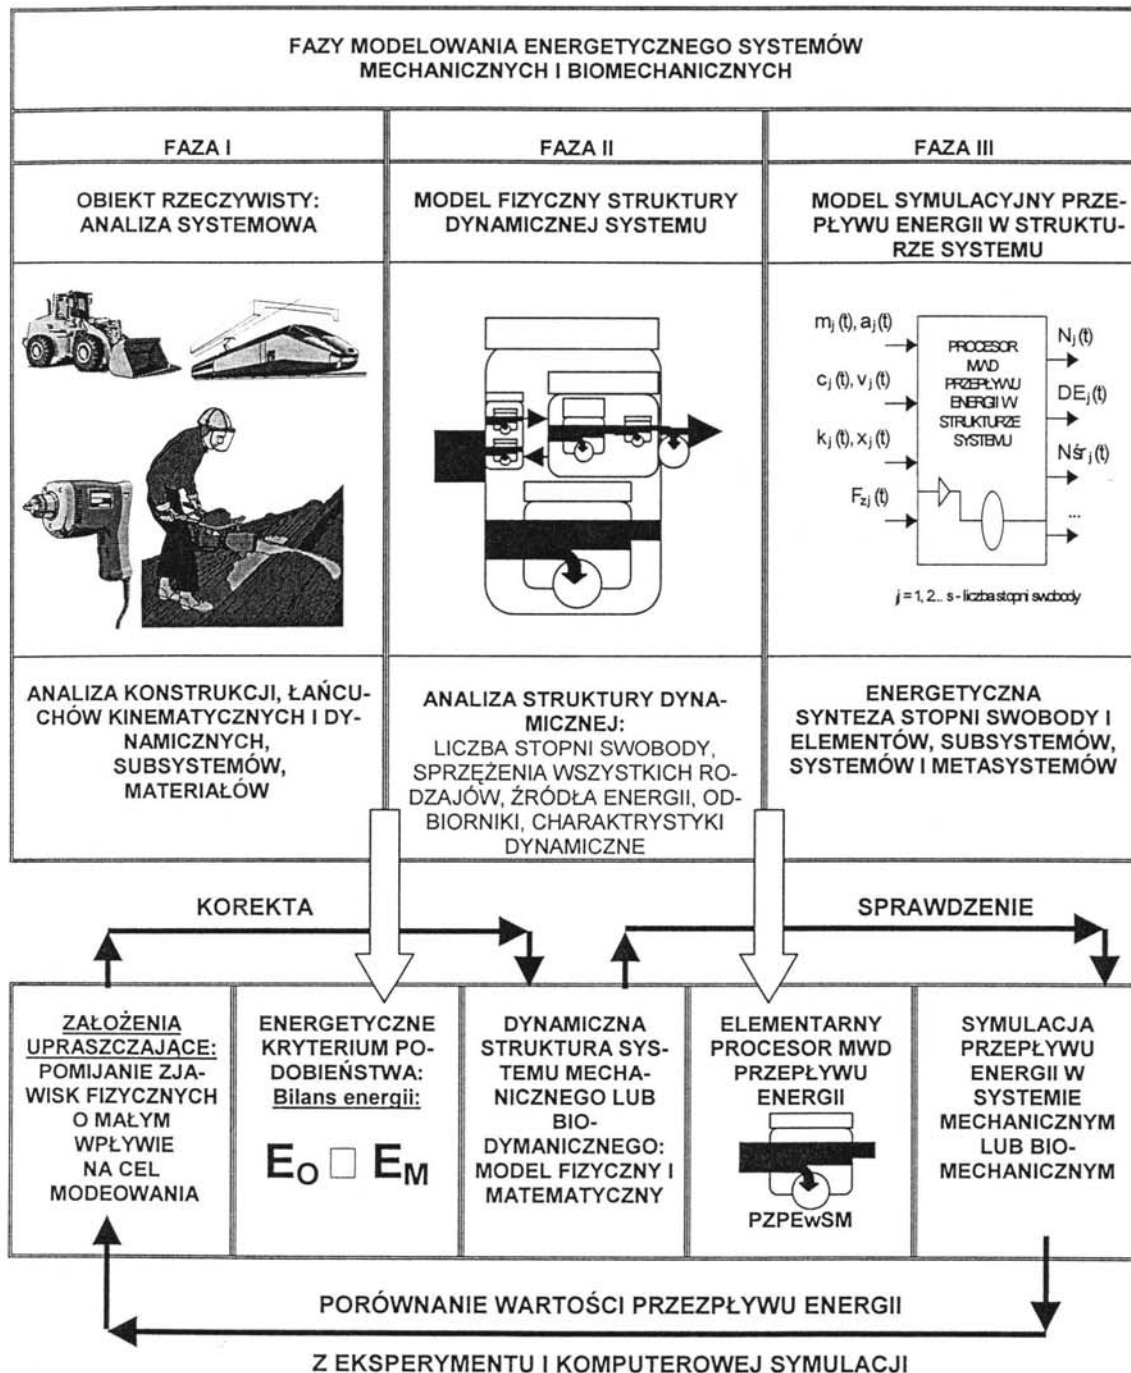 FAZY MODELOWANIA ENERGETYCZNEGO SYSTEMÓW
MECHANICZNYCH I BIOMECHANICZNYCH
FAZA I
FAZA II
FAZA III
OBIEKT RZECZYWISTY:
ANALIZA SYSTEMOWA
MODEL FIZYCZNY STRUKTURY
DYNAMICZNEJ SYSTEMU
MODEL SYMULACYJNY PRZE-
PŁYWU ENERGII W STRUKTU-
RZE SYSTEMU
mj(t), aj(t)
cj(t), vj(t)
kj(t), xj(t)
Fzj(t)
PROCESOR
MWD
PRZEPŁYWU
ENERGII W
STRUKTURZE
SYSTEMU
Nj(t)
DEj(t)
Nśrj(t)
...
j = 1, 2... s - liczba stopni swobody
ANALIZA KONSTRUKCJI, ŁAŃCU-
CHÓW KINEMATYCZNYCH I DY-
NAMICZNYCH,
SUBSYSTEMÓW,
MATERIAŁÓW
ANALIZA STRUKTURY DYNA-
MICZNEJ:
LICZBA STOPNI SWOBODY,
SPRZĘŻENIA WSZYSTKICH RO-
DZAJÓW, ŹRÓDŁA ENERGII, OD-
BIORNIKI, CHARAKTRYSTYKI
DYNAMICZNE
ENERGETYCZNA
SYNTEZA STOPNI SWOBODY I
ELEMENTÓW, SUBSYSTEMÓW,
SYSTEMÓW I METASYSTEMÓW
KOREKTA
SPRAWDZENIE
ZAŁOŻENIA
UPRASZCZAJĄCE:
POMIJANIE ZJA-
WISK FIZYCZNYCH
O MAŁYM
WPŁYWIE
NA CEL
MODEOWANIA
ENERGETYCZNE
KRYTERIUM PO-
DOBIEŃSTWA:
Bilans energii:
EO □ EM
DYNAMICZNA
STRUKTURA SYS-
TEMU MECHA-
NICZNEGO LUB
BIO-
DYMANICZNEGO:
MODEL FIZYCZNY I
MATEMATYCZNY
ELEMENTARNY
PROCESOR MWD
PRZEPŁYWU
ENERGII
PZPEwSM
SYMULACJA
PRZEPŁYWU
ENERGII W
SYSTEMIE
MECHANICZNYM
LUB BIO-
MECHANICZNYM
PORÓWNANIE WARTOŚCI PRZEZPŁYWU ENERGII
Z EKSPERYMENTU I KOMPUTEROWEJ SYMULACJI